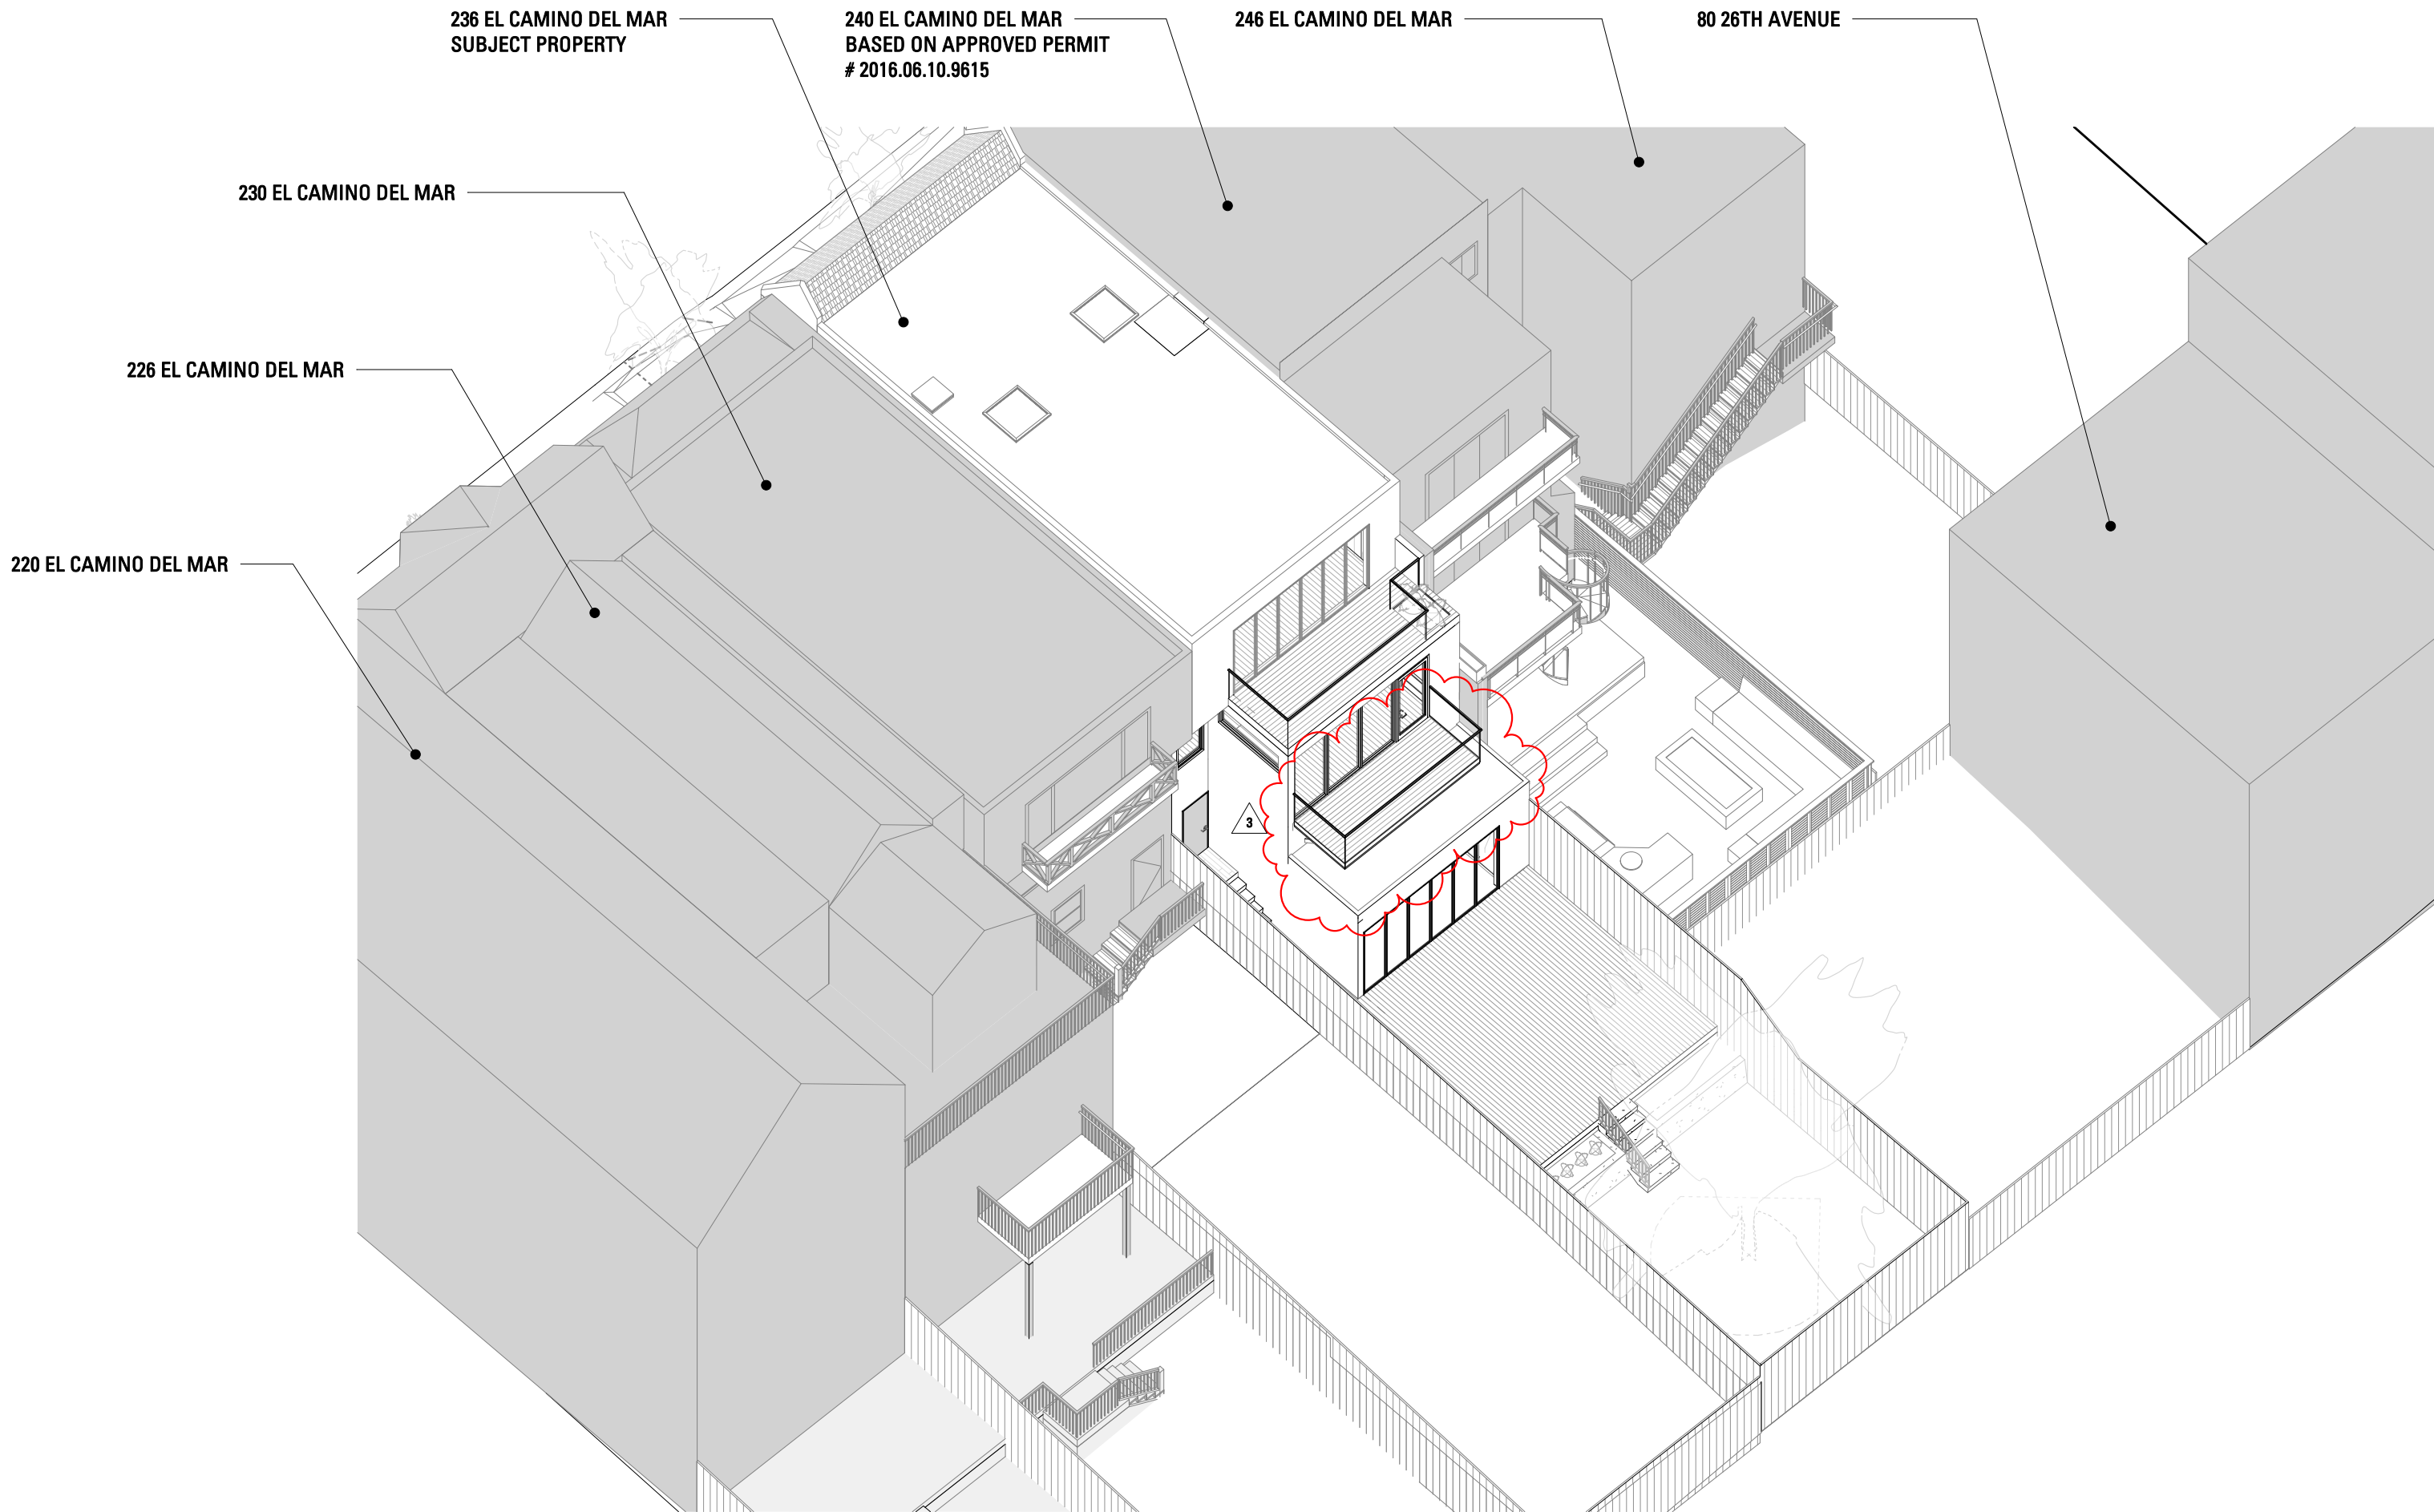 236 EL CAMINO DEL MAR
SUBJECT PROPERTY
240 EL CAMINO DEL MAR
BASED ON APPROVED PERMIT
# 2016.06.10.9615
246 EL CAMINO DEL MAR
80 26TH AVENUE
230 EL CAMINO DEL MAR
226 EL CAMINO DEL MAR
220 EL CAMINO DEL MAR
3